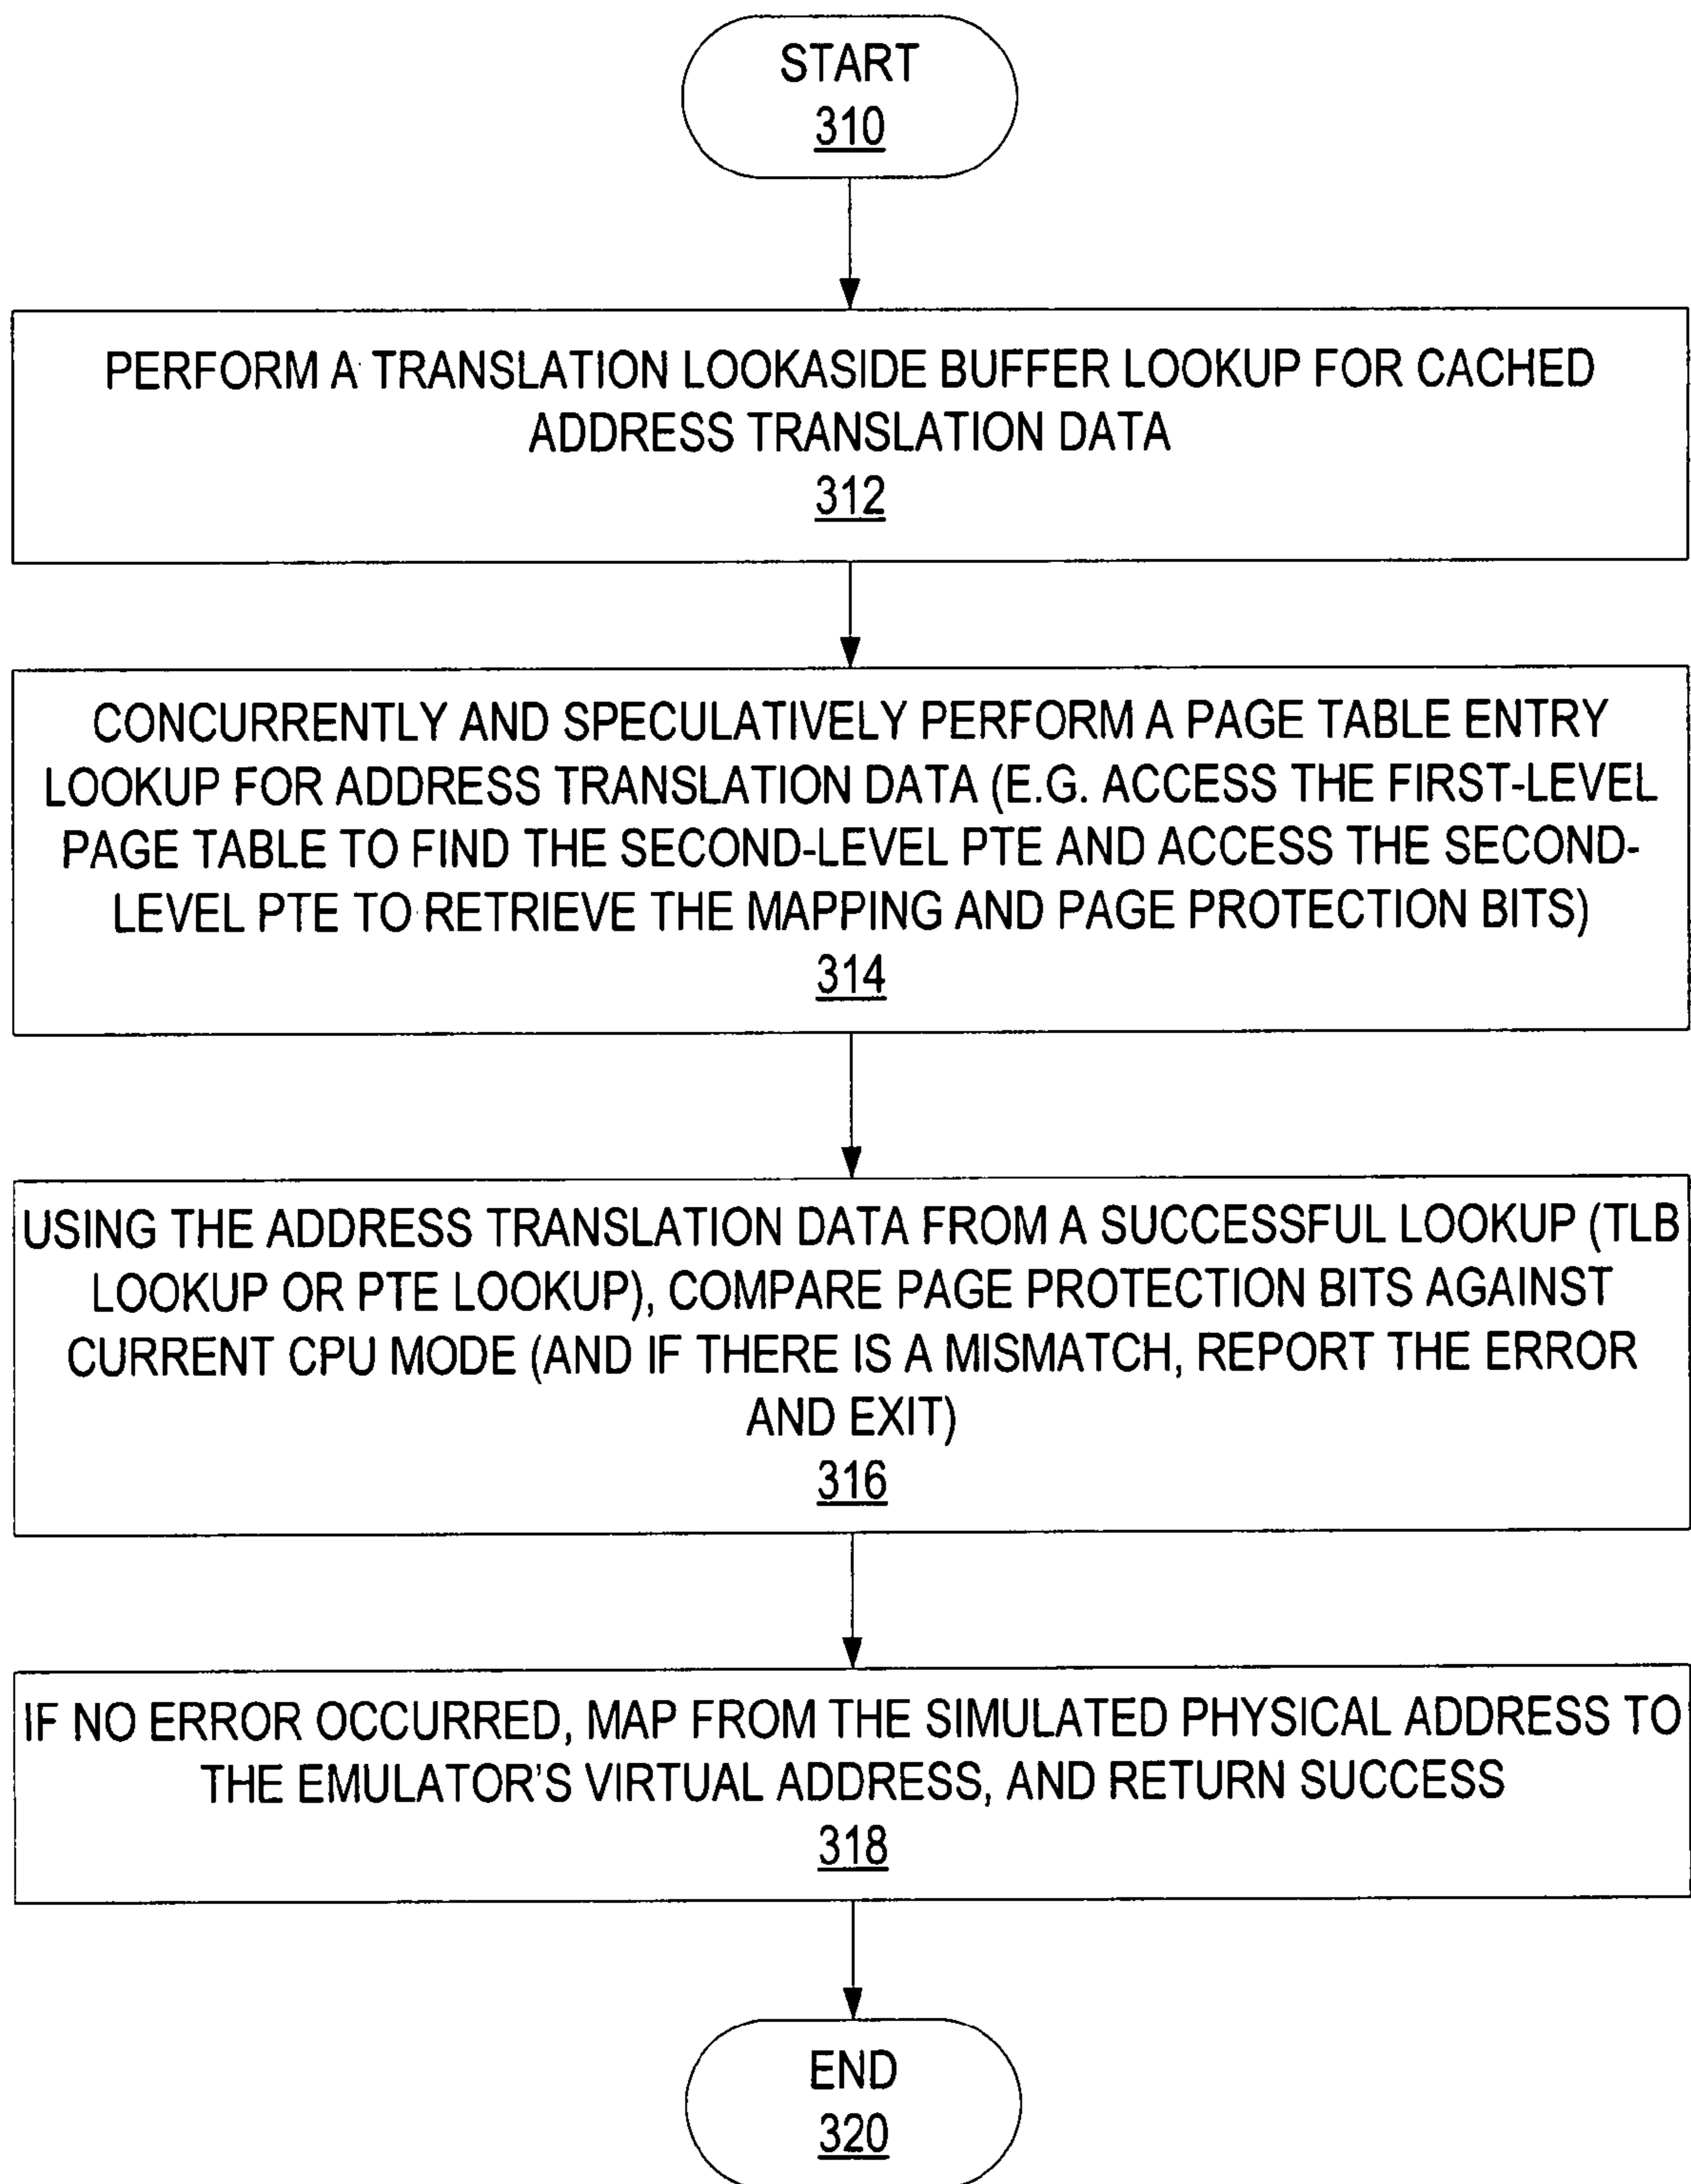 START
310
PERFORM A TRANSLATION LOOKASIDE BUFFER LOOKUP FOR CACHED
ADDRESS TRANSLATION DATA
312
CONCURRENTLY AND SPECULATIVELY PERFORM A PAGE TABLE ENTRY
LOOKUP FOR ADDRESS TRANSLATION DATA (E.G. ACCESS THE FIRST-LEVEL
PAGE TABLE TO FIND THE SECOND-LEVEL PTE AND ACCESS THE SECOND-
LEVEL PTE TO RETRIEVE THE MAPPING AND PAGE PROTECTION BITS)
314
USING THE ADDRESS TRANSLATION DATA FROM A SUCCESSFUL LOOKUP (TLB
LOOKUP OR PTE LOOKUP), COMPARE PAGE PROTECTION BITS AGAINST
CURRENT CPU MODE (AND IF THERE IS A MISMATCH, REPORT THE ERROR
AND EXIT)
316
IF NO ERROR OCCURRED, MAP FROM THE SIMULATED PHYSICAL ADDRESS TO
THE EMULATOR'S VIRTUAL ADDRESS, AND RETURN SUCCESS
318
END
320